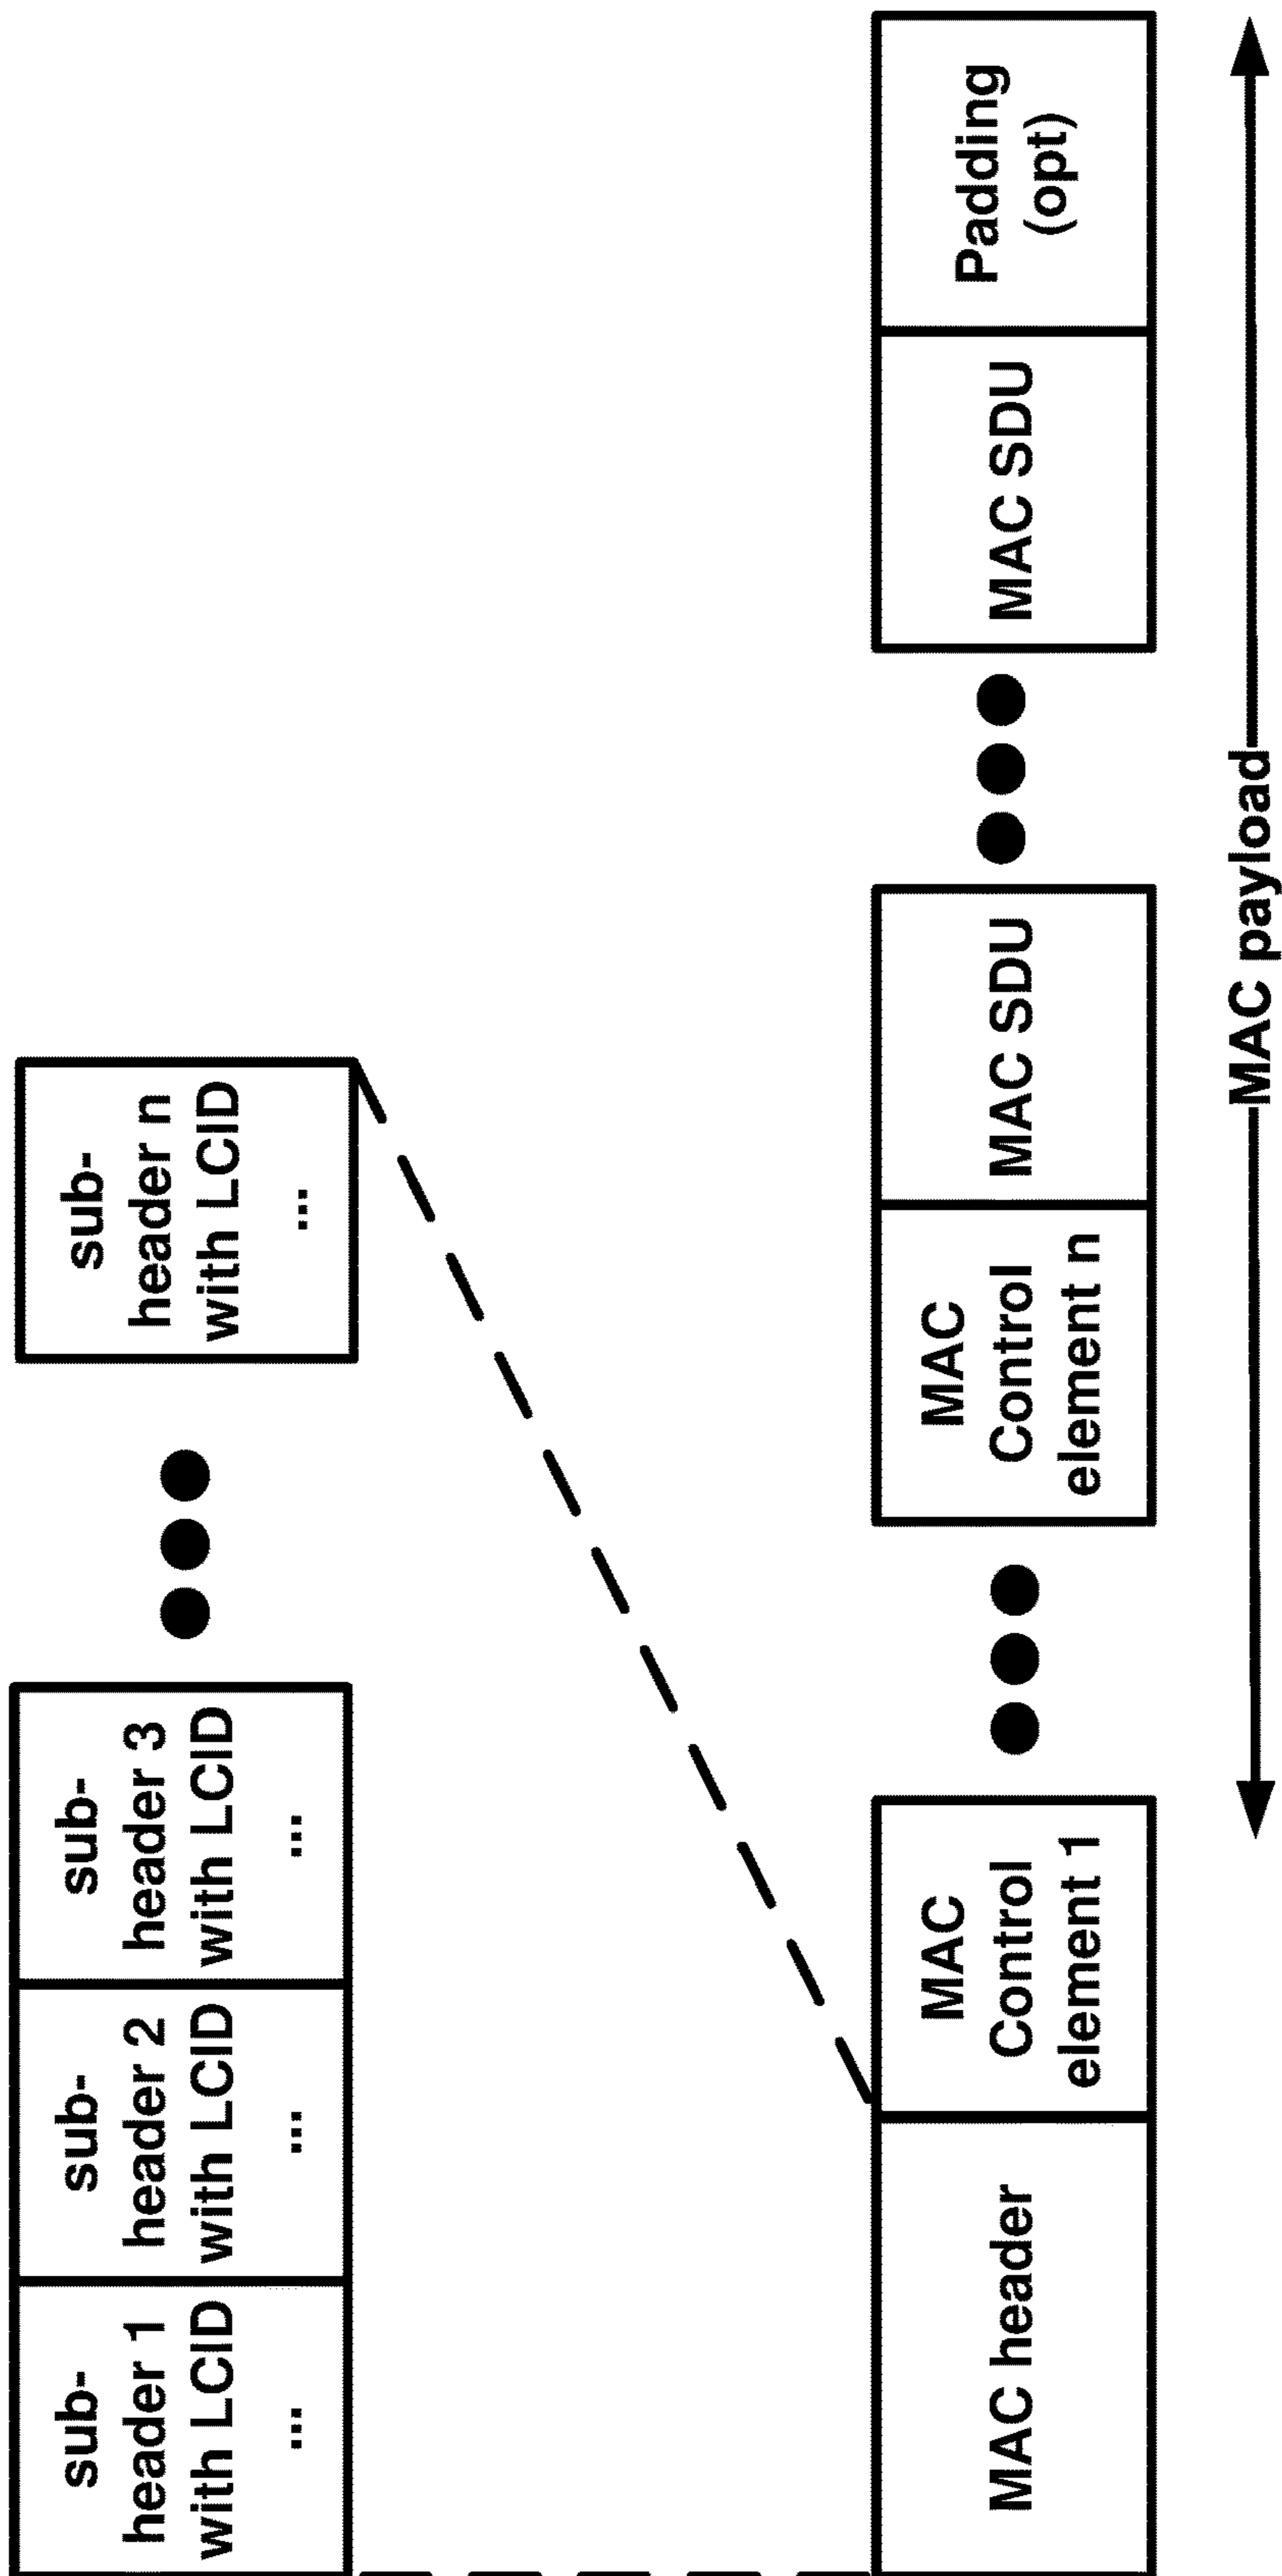 sub-
header 1
with LCID
...
sub-
header 2
with LCID
...
sub-
header 3
with LCID
...
sub-
header n
with LCID
...
MAC header
MAC
Control
element 1
MAC
Control
element n
MAC SDU
MAC SDU
Padding
(opt)
MAC payload